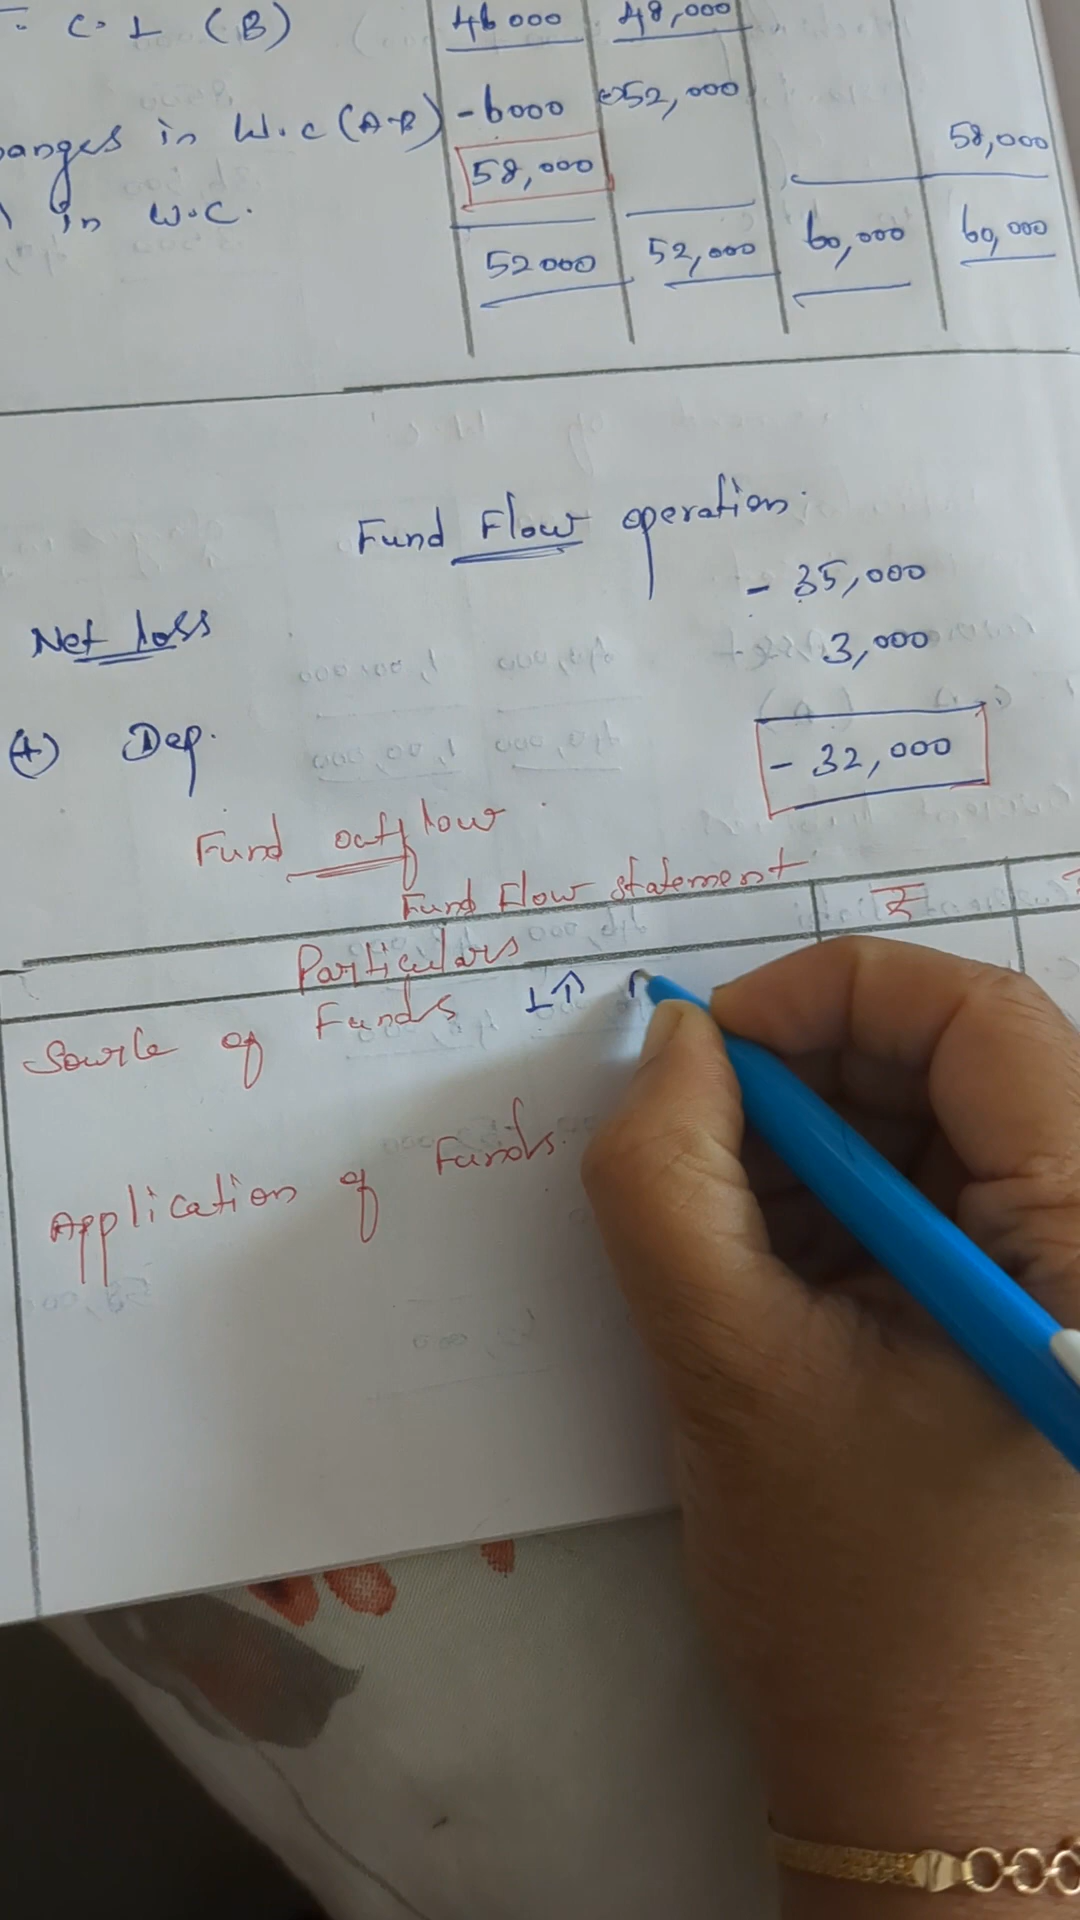 C·L (B) 46000 48,000
anges in W.C (A-B) -6000 52,000
58,000 58,000
in W.C.
52000 52,000 60,000 60,000
Fund Flow operation.
Net loss - 35,000
(+) Dep. 3,000
- 32,000
Fund outflow
Fund Flow statement
Particulars ₹
Source of Funds L↑
Application of Funds.